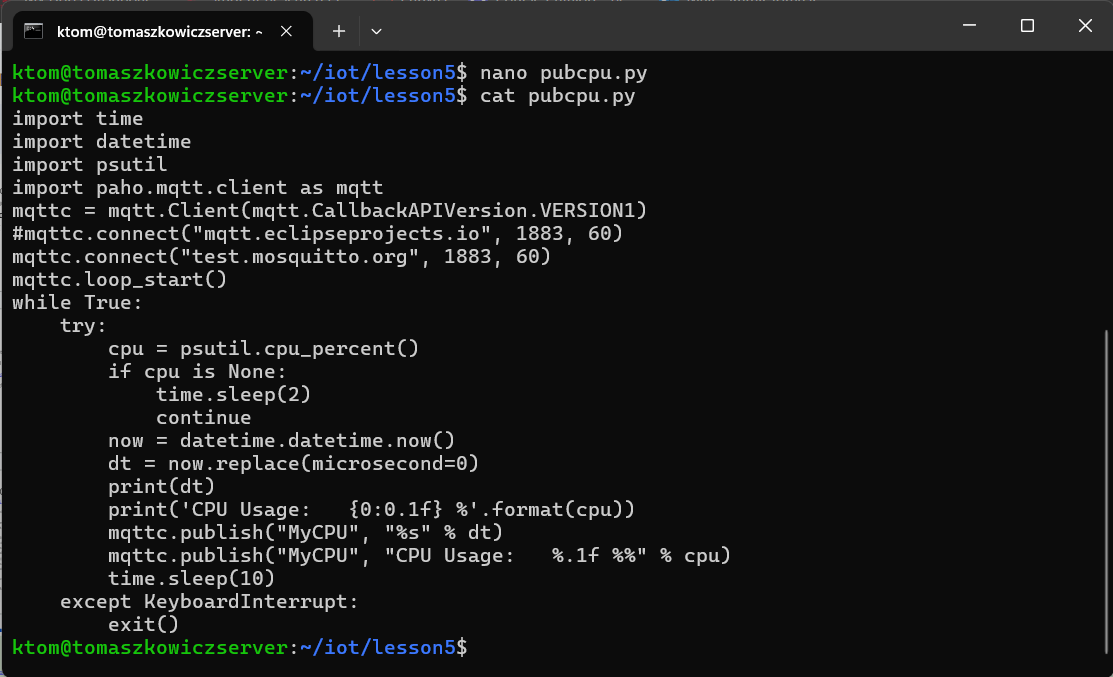 ktom@tomaszkowiczserver: ~
ktom@tomaszkowiczserver:~/iot/lesson5$ nano pubcpu.py
ktom@tomaszkowiczserver:~/iot/lesson5$ cat pubcpu.py
import time
import datetime
import psutil
import paho.mqtt.client as mqtt
mqttc = mqtt.Client(mqtt.CallbackAPIVersion.VERSION1)
#mqttc.connect("mqtt.eclipseprojects.io", 1883, 60)
mqttc.connect("test.mosquitto.org", 1883, 60)
mqttc.loop_start()
while True:
    try:
        cpu = psutil.cpu_percent()
        if cpu is None:
            time.sleep(2)
            continue
        now = datetime.datetime.now()
        dt = now.replace(microsecond=0)
        print(dt)
        print('CPU Usage:   {0:0.1f} %'.format(cpu))
        mqttc.publish("MyCPU", "%s" % dt)
        mqttc.publish("MyCPU", "CPU Usage:   %.1f %%" % cpu)
        time.sleep(10)
    except KeyboardInterrupt:
        exit()
ktom@tomaszkowiczserver:~/iot/lesson5$